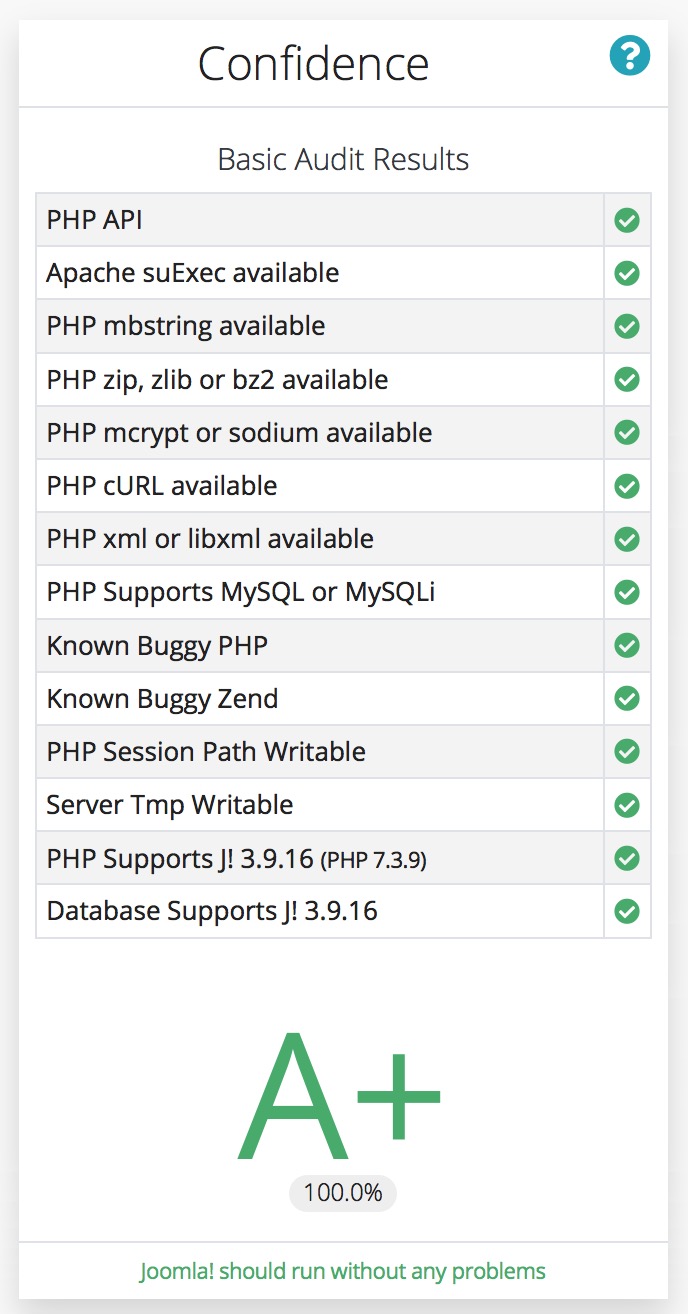 Confidence
?
Basic Audit Results
PHP API
Apache suExec available
PHP mbstring available
PHP zip, zlib or bz2 available
PHP mcrypt or sodium available
PHP cURL available
PHP xml or libxml available
PHP Supports MySQL or MySQLi
Known Buggy PHP
Known Buggy Zend
PHP Session Path Writable
Server Tmp Writable
PHP Supports J! 3.9.16 (PHP 7.3.9)
Database Supports J! 3.9.16
A+
100.0%
Joomla! should run without any problems